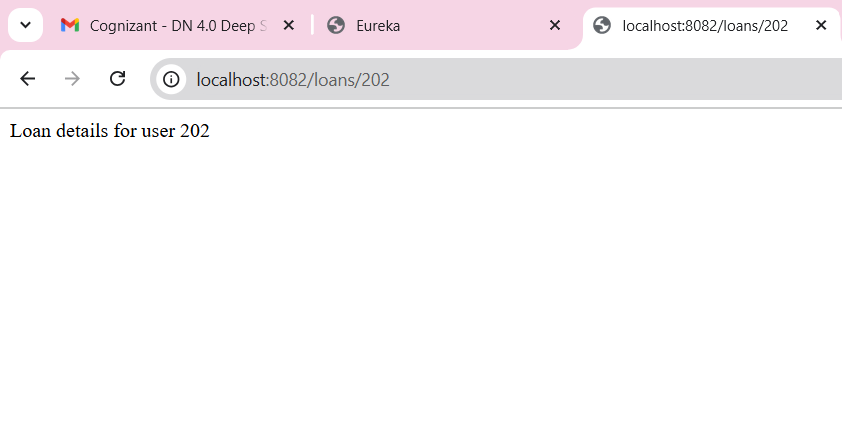 Cognizant - DN 4.0 Deep S
Eureka
localhost:8082/loans/202
localhost:8082/loans/202
Loan details for user 202